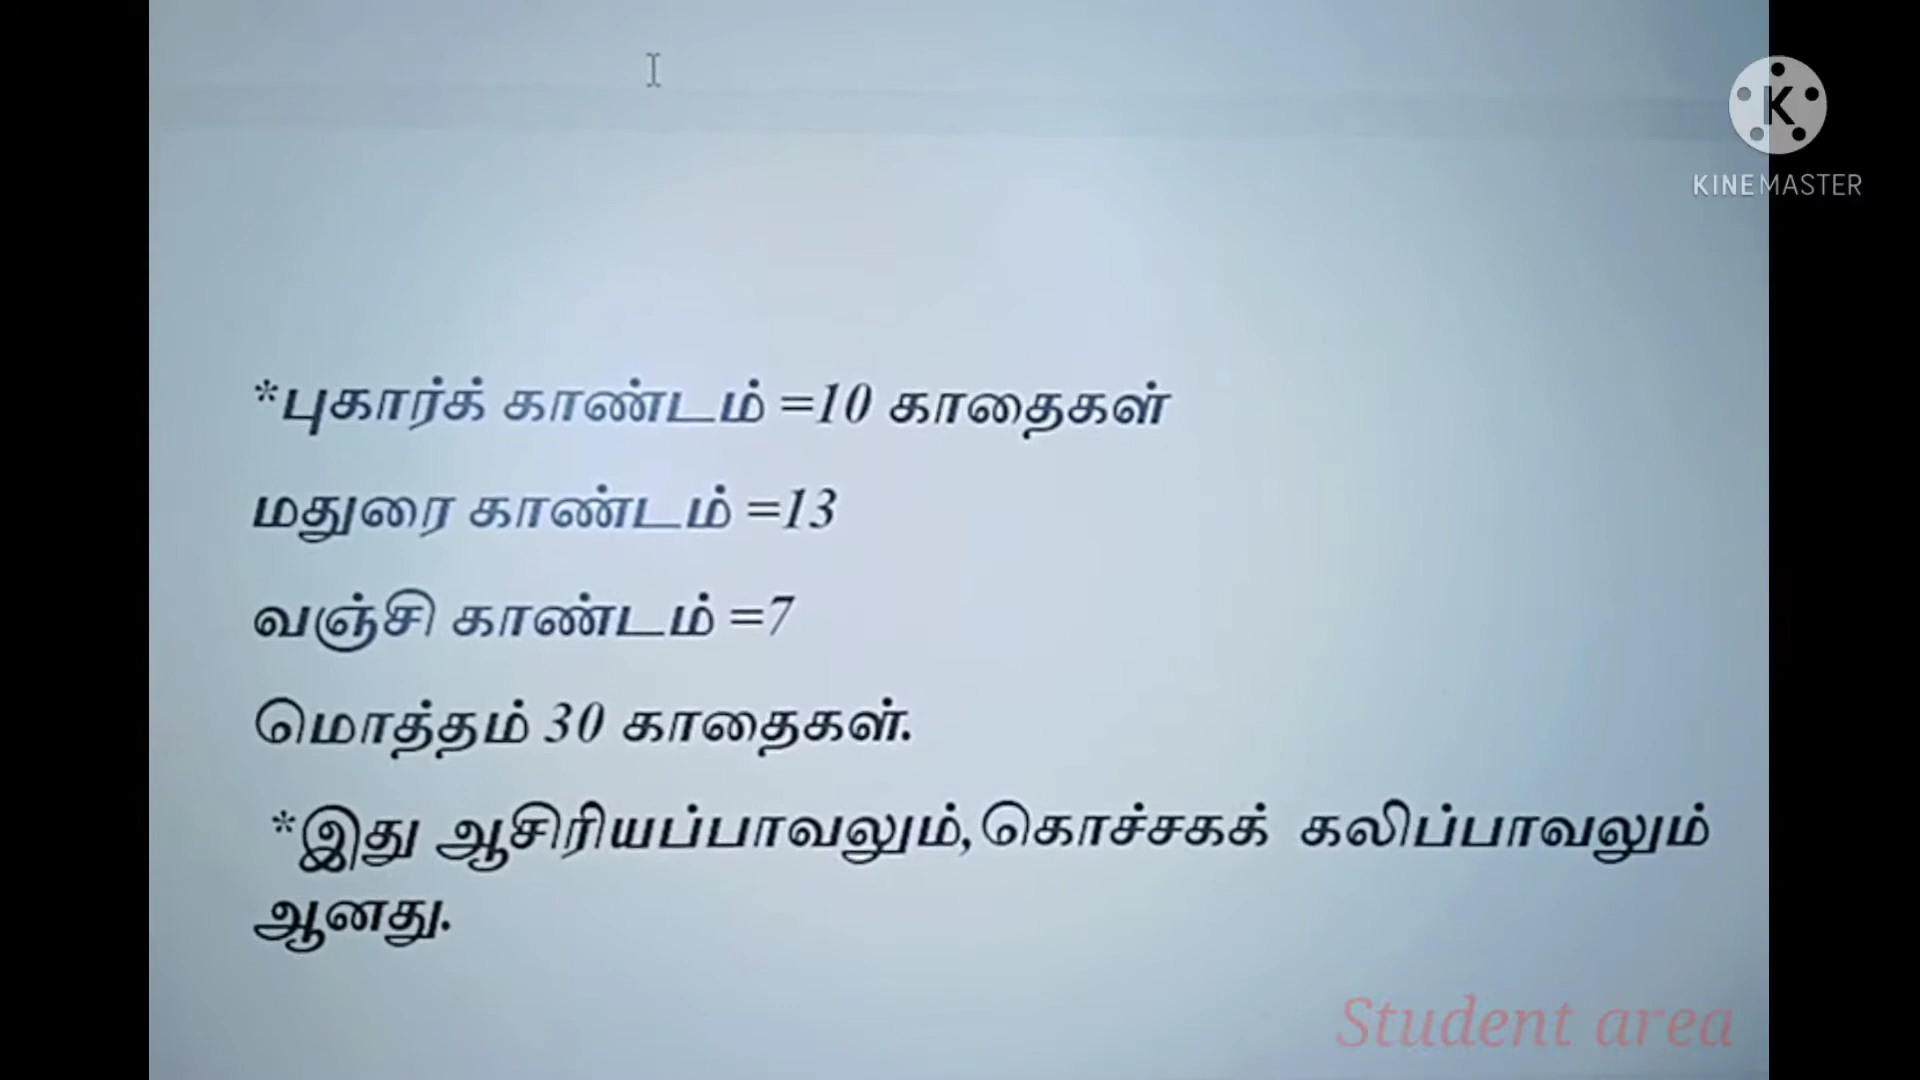 K
KINEMASTER
*புகார்க் காண்டம் =10 காதைகள்
மதுரை காண்டம் =13
வஞ்சி காண்டம் =7
மொத்தம் 30 காதைகள்.
*இது ஆசிரியப்பாவலும்,கொச்சகக் கலிப்பாவலும்
ஆனது.
Student area